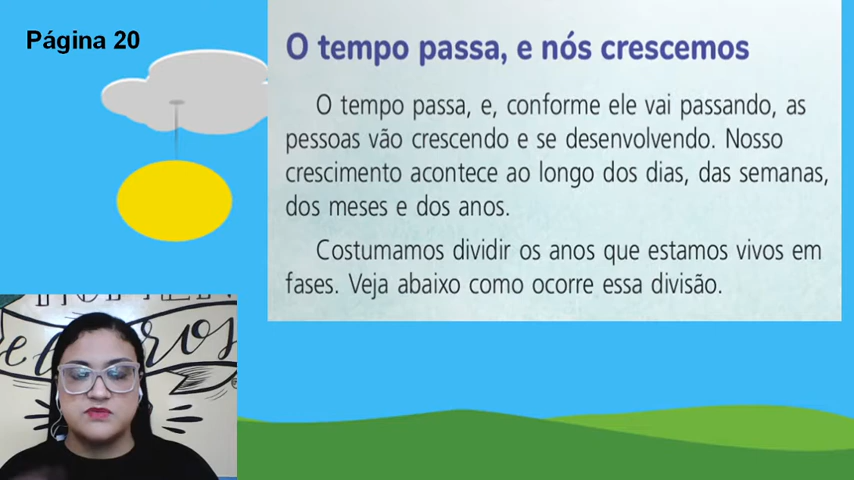 Página 20
O tempo passa, e nós crescemos
O tempo passa, e, conforme ele vai passando, as
pessoas vão crescendo e se desenvolvendo. Nosso
crescimento acontece ao longo dos dias, das semanas,
dos meses e dos anos.
Costumamos dividir os anos que estamos vivos em
fases. Veja abaixo como ocorre essa divisão.